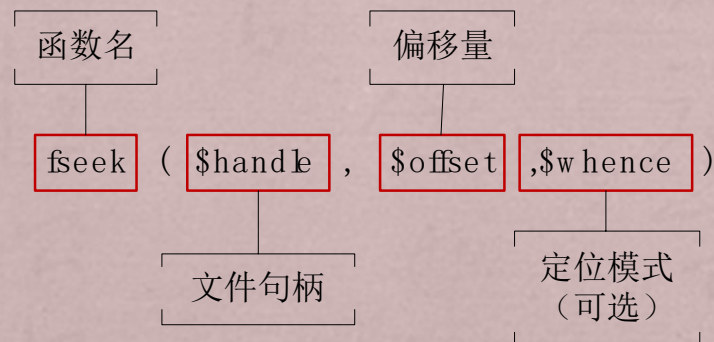 函数名
偏移量
fseek ( $handle , $offset ,$whence )
文件句柄
定位模式
（可选）